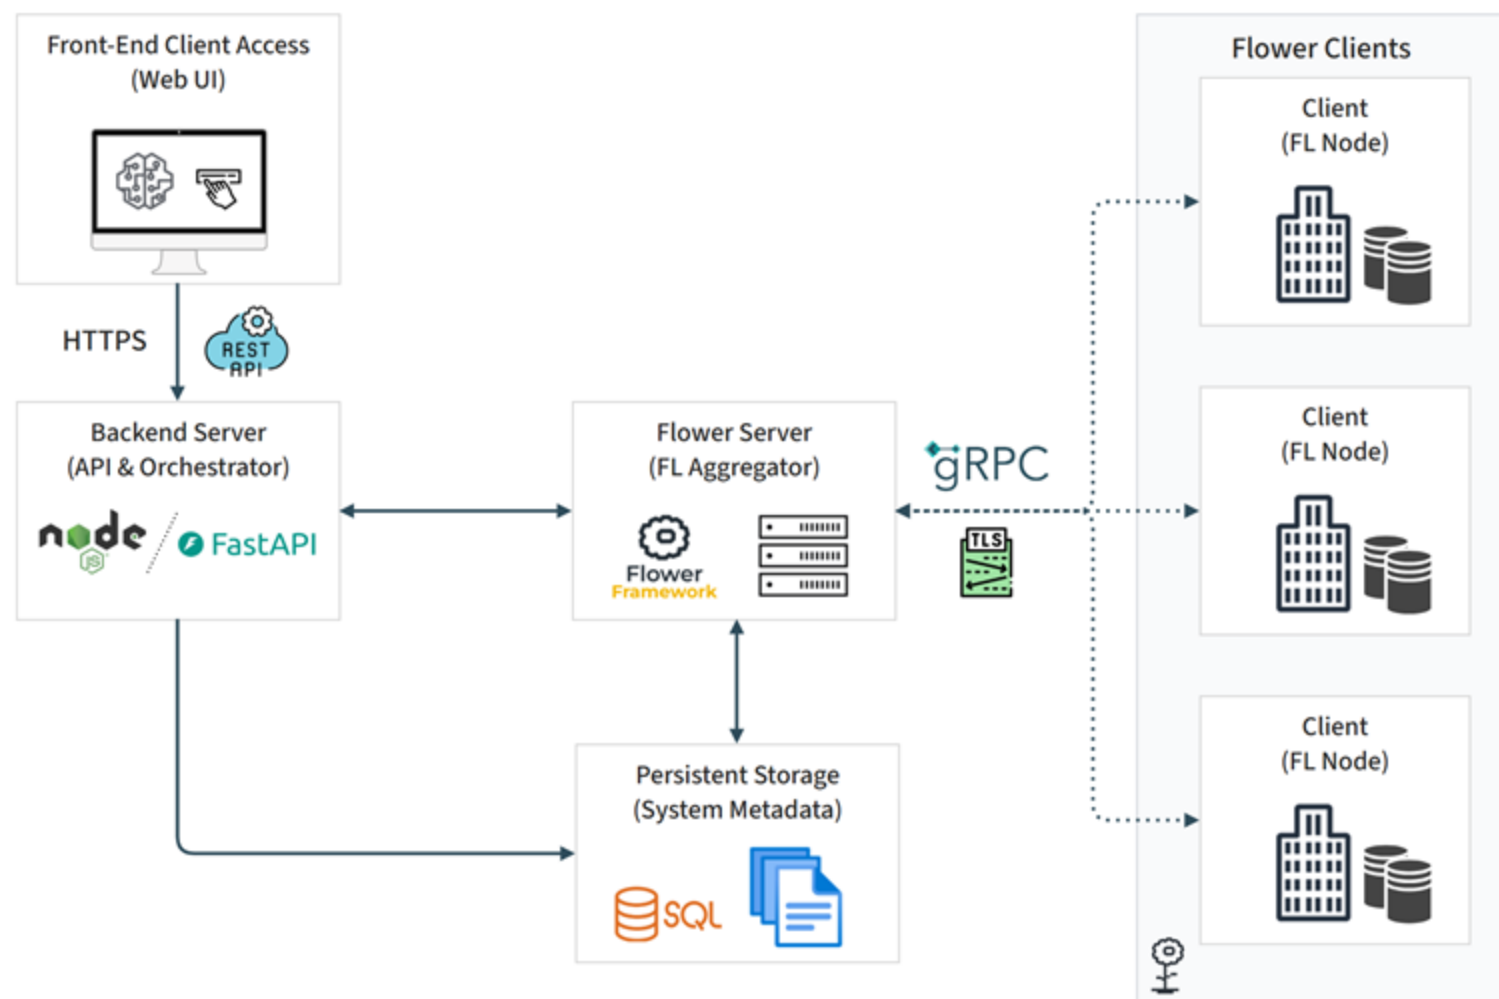 Front-End Client Access
(Web UI)
HTTPS
REST
API
Backend Server
(API & Orchestrator)
node
JS
FastAPI
Flower Server
(FL Aggregator)
Flower
Framework
gRPC
TLS
Persistent Storage
(System Metadata)
SQL
Flower Clients
Client
(FL Node)
Client
(FL Node)
Client
(FL Node)